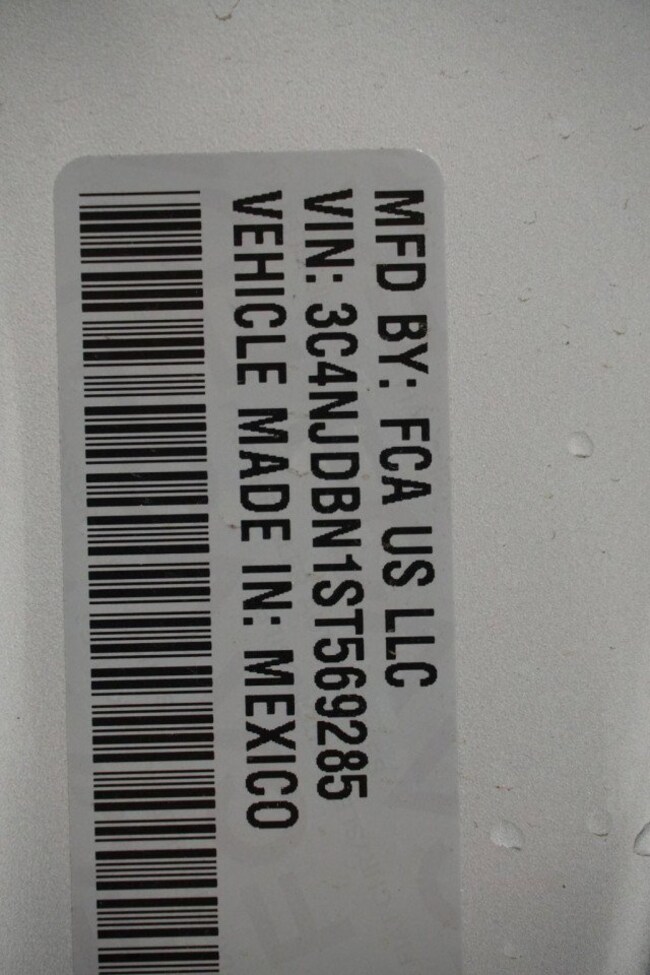 MFD BY: FCA US LLC
VIN: 3C4NJDBN1ST569285
VEHICLE MADE IN: MEXICO